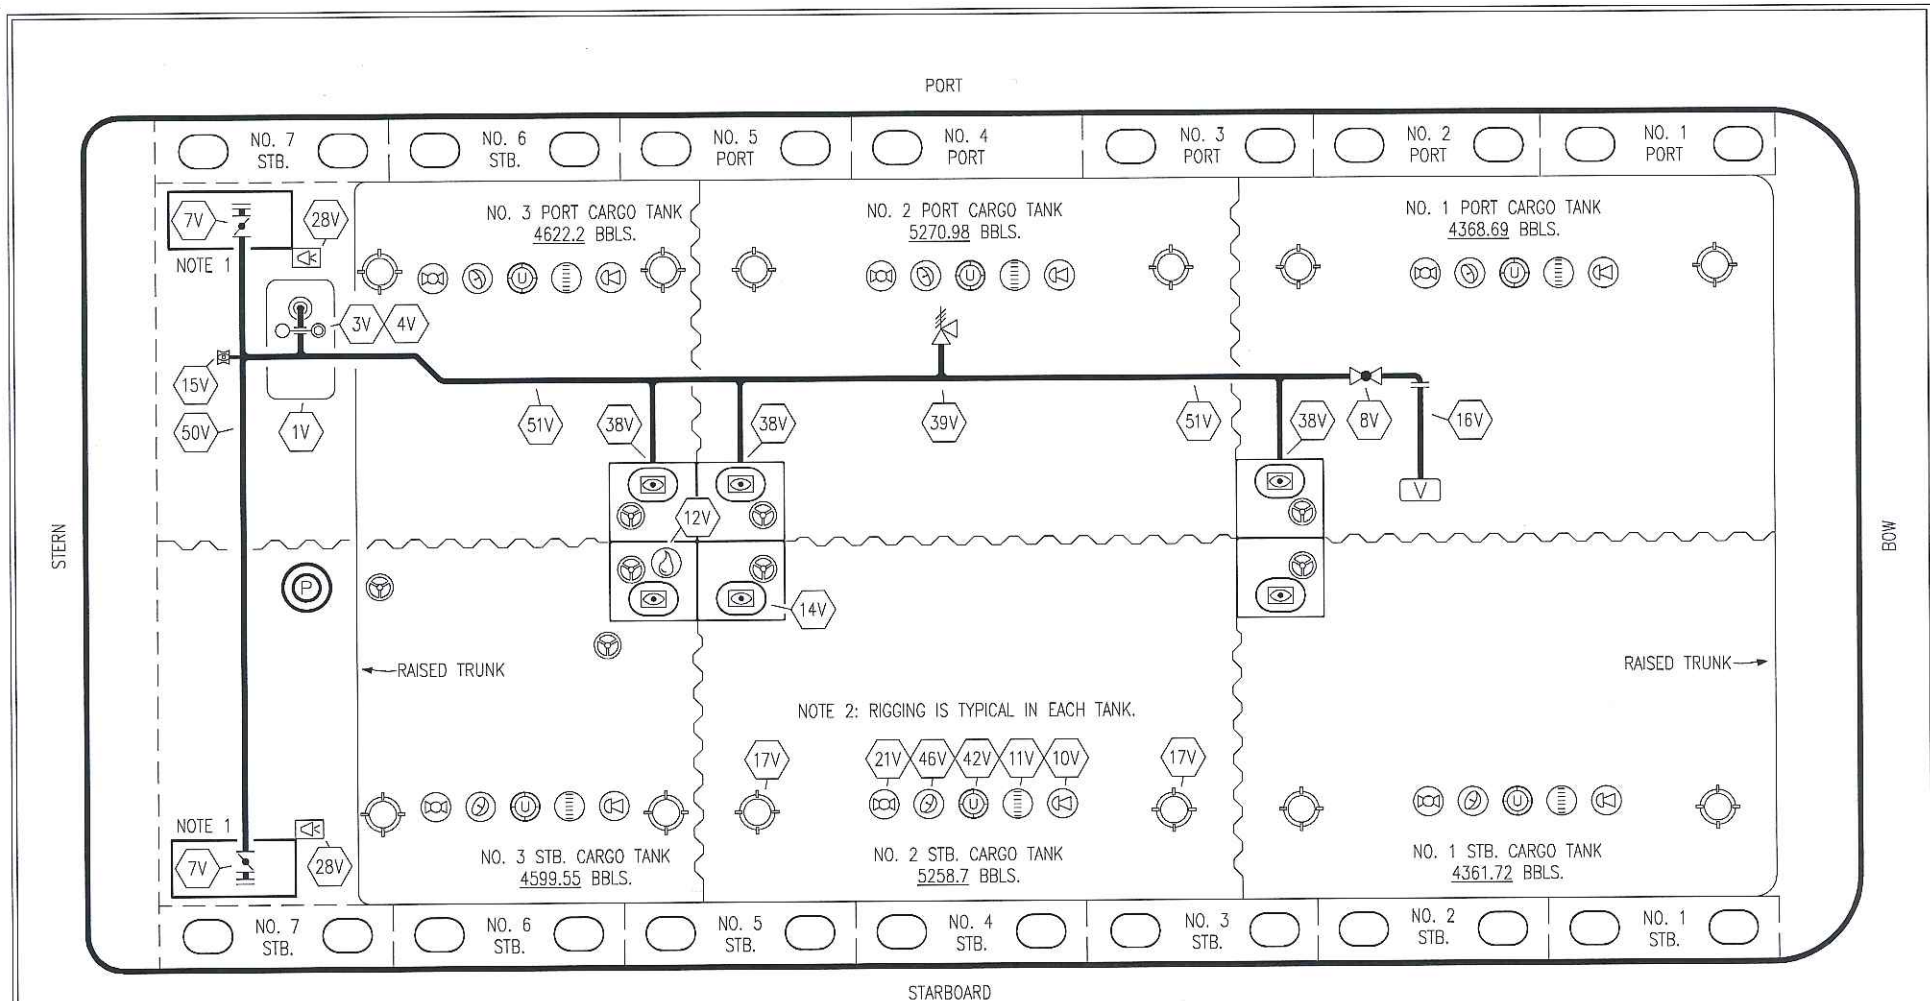 PORT
NO. 7
STB.
NO. 6
STB.
NO. 5
PORT
NO. 4
PORT
NO. 3
PORT
NO. 2
PORT
NO. 1
PORT
7V
28V
NOTE 1
NO. 3 PORT CARGO TANK
4622.2 BBLS.
NO. 2 PORT CARGO TANK
5270.98 BBLS.
NO. 1 PORT CARGO TANK
4368.69 BBLS.
U
U
U
3V
4V
15V
50V
1V
51V
38V
38V
39V
51V
38V
8V
16V
V
12V
14V
P
STERN
BOW
RAISED TRUNK
RAISED TRUNK
NOTE 2: RIGGING IS TYPICAL IN EACH TANK.
17V
21V
46V
42V
11V
10V
17V
U
U
U
NOTE 1
7V
28V
NO. 3 STB. CARGO TANK
4599.55 BBLS.
NO. 2 STB. CARGO TANK
5258.7 BBLS.
NO. 1 STB. CARGO TANK
4361.72 BBLS.
NO. 7
STB.
NO. 6
STB.
NO. 5
STB.
NO. 4
STB.
NO. 3
STB.
NO. 2
STB.
NO. 1
STB.
STARBOARD